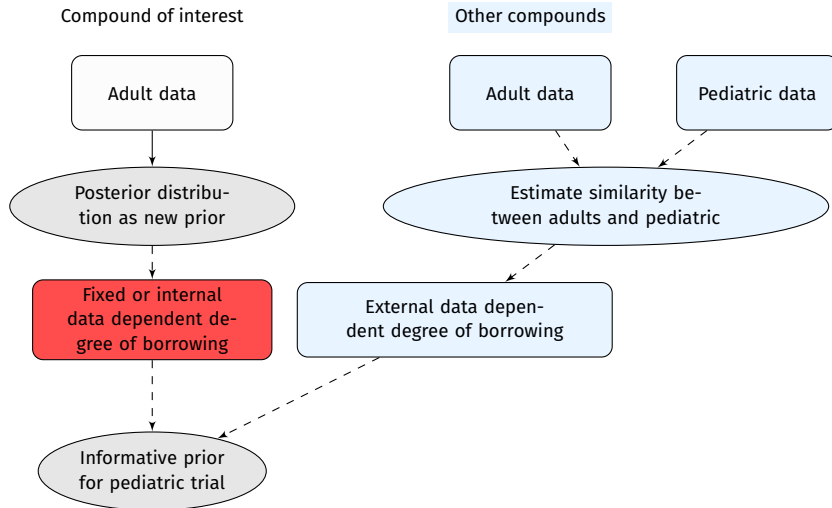 Compound of interest
Other compounds
Adult data
Adult data
Pediatric data
Posterior distribu-
tion as new prior
Estimate similarity be-
tween adults and pediatric
Fixed or internal
data dependent de-
gree of borrowing
External data depen-
dent degree of borrowing
Informative prior
for pediatric trial